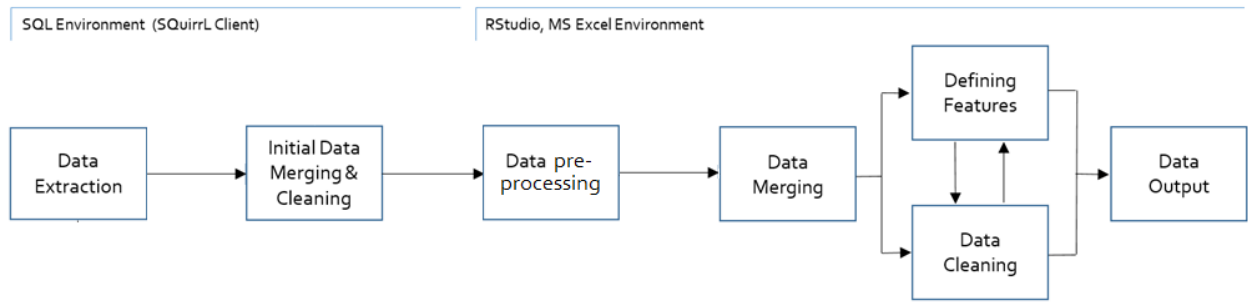 SQL Environment (SQuirrL Client)
RStudio, MS Excel Environment
Data
Extraction
Initial Data
Merging &
Cleaning
Data pre-
processing
Data
Merging
Defining
Features
Data
Cleaning
Data
Output